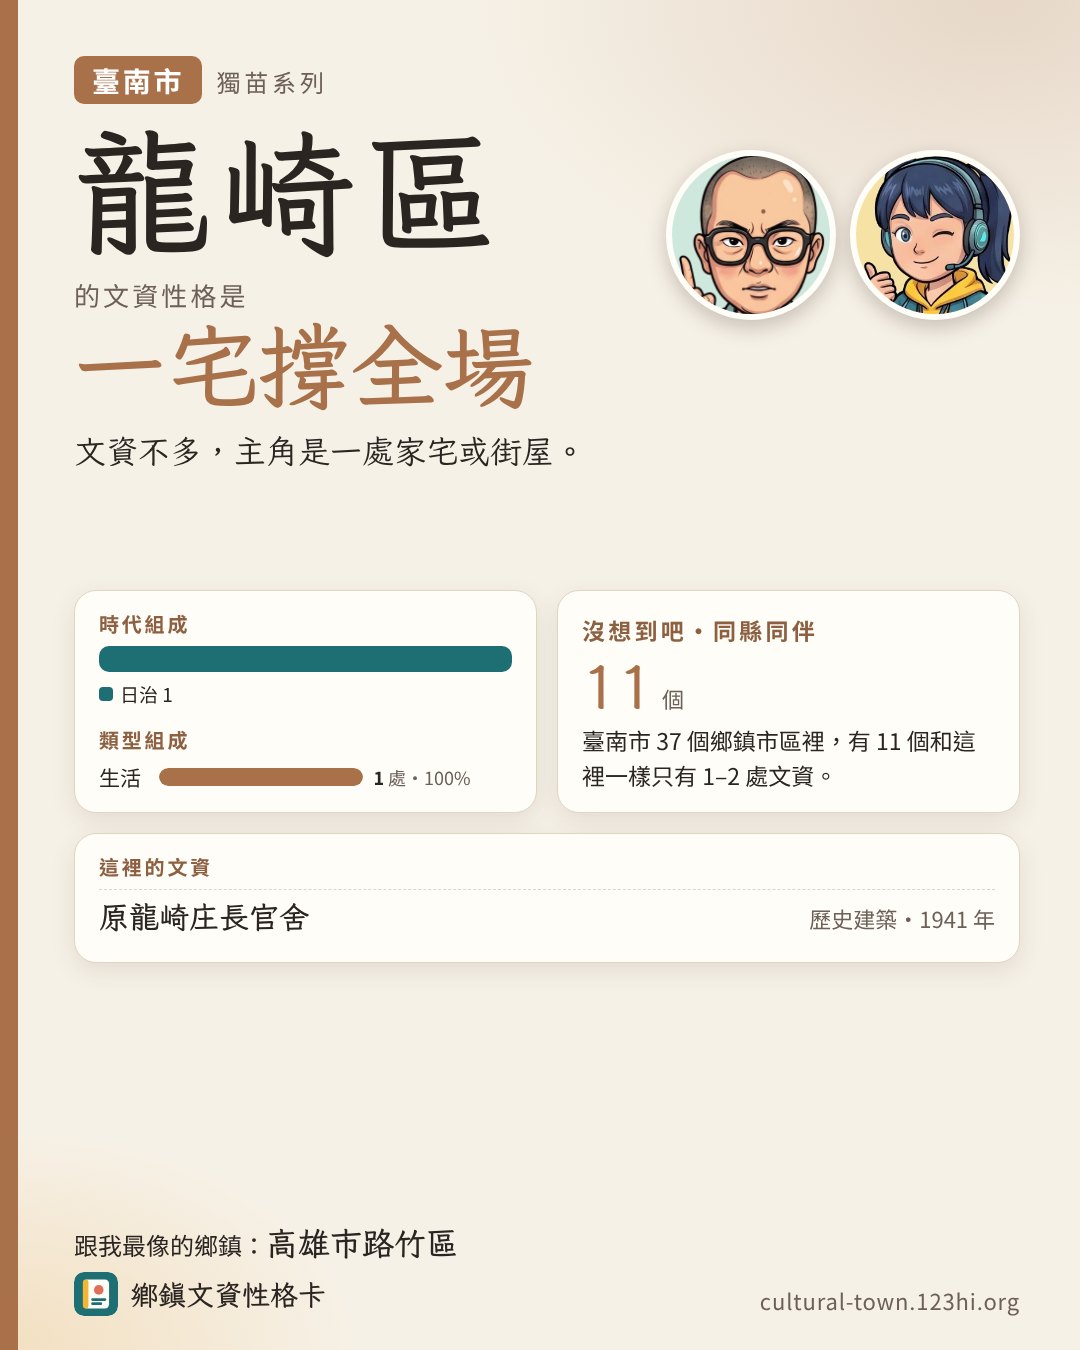 臺南市 獨苗系列
龍崎區
的文資性格是
一宅撐全場
文資不多，主角是一處家宅或街屋。
時代組成
日治 1
類型組成
生活 1 處・100%
沒想到吧・同縣同伴
11 個
臺南市 37 個鄉鎮市區裡，有 11 個和這
裡一樣只有 1–2 處文資。
這裡的文資
原龍崎庄長官舍 歷史建築・1941 年
跟我最像的鄉鎮：高雄市路竹區
鄉鎮文資性格卡
cultural-town.123hi.org